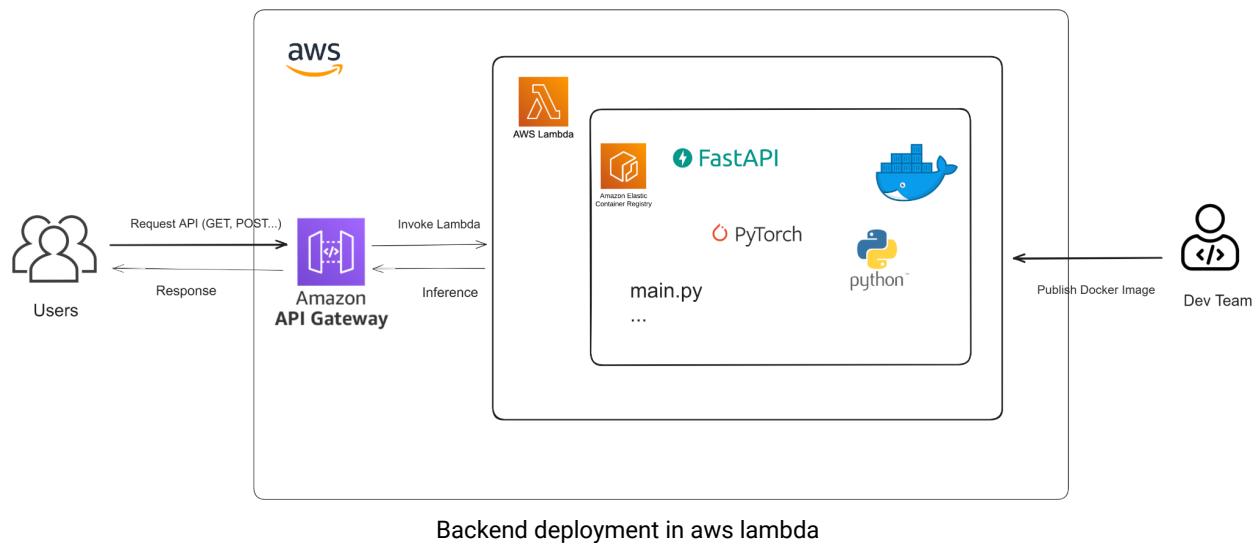 aws
AWS Lambda
FastAPI
Amazon Elastic
Container Registry
Request API (GET, POST...)
Invoke Lambda
PyTorch
python™
Response
Inference
Publish Docker Image
Users
Amazon
API Gateway
main.py
...
Dev Team
Backend deployment in aws lambda